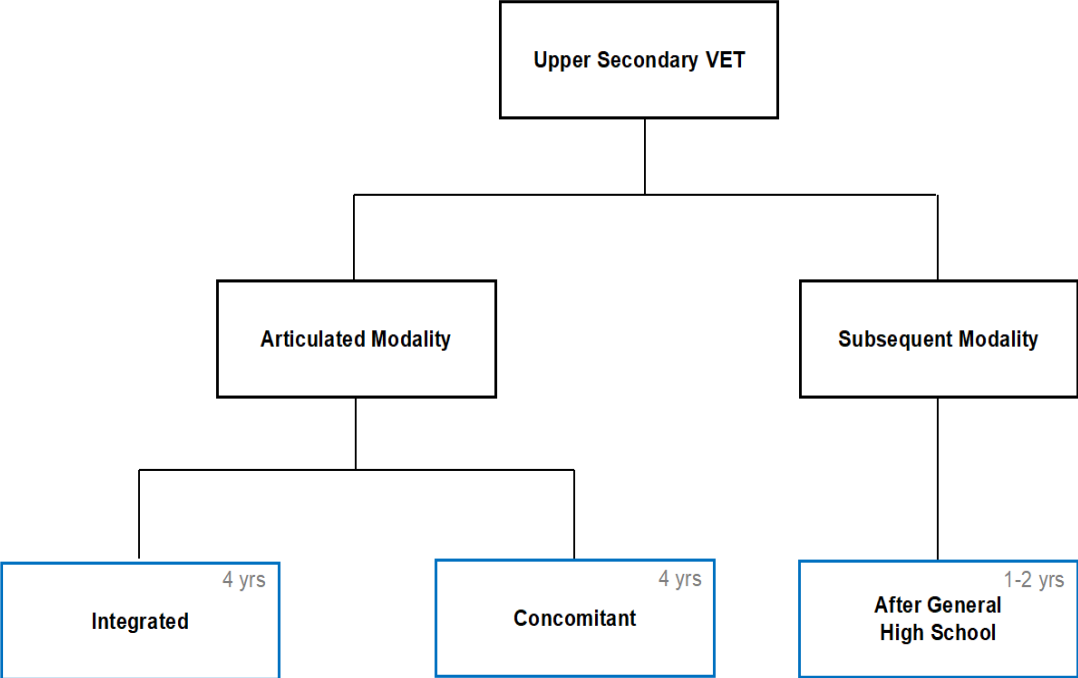 Upper Secondary VET
Articulated Modality
Subsequent Modality
4 yrs
Integrated
4 yrs
Concomitant
1-2 yrs
After General
High School